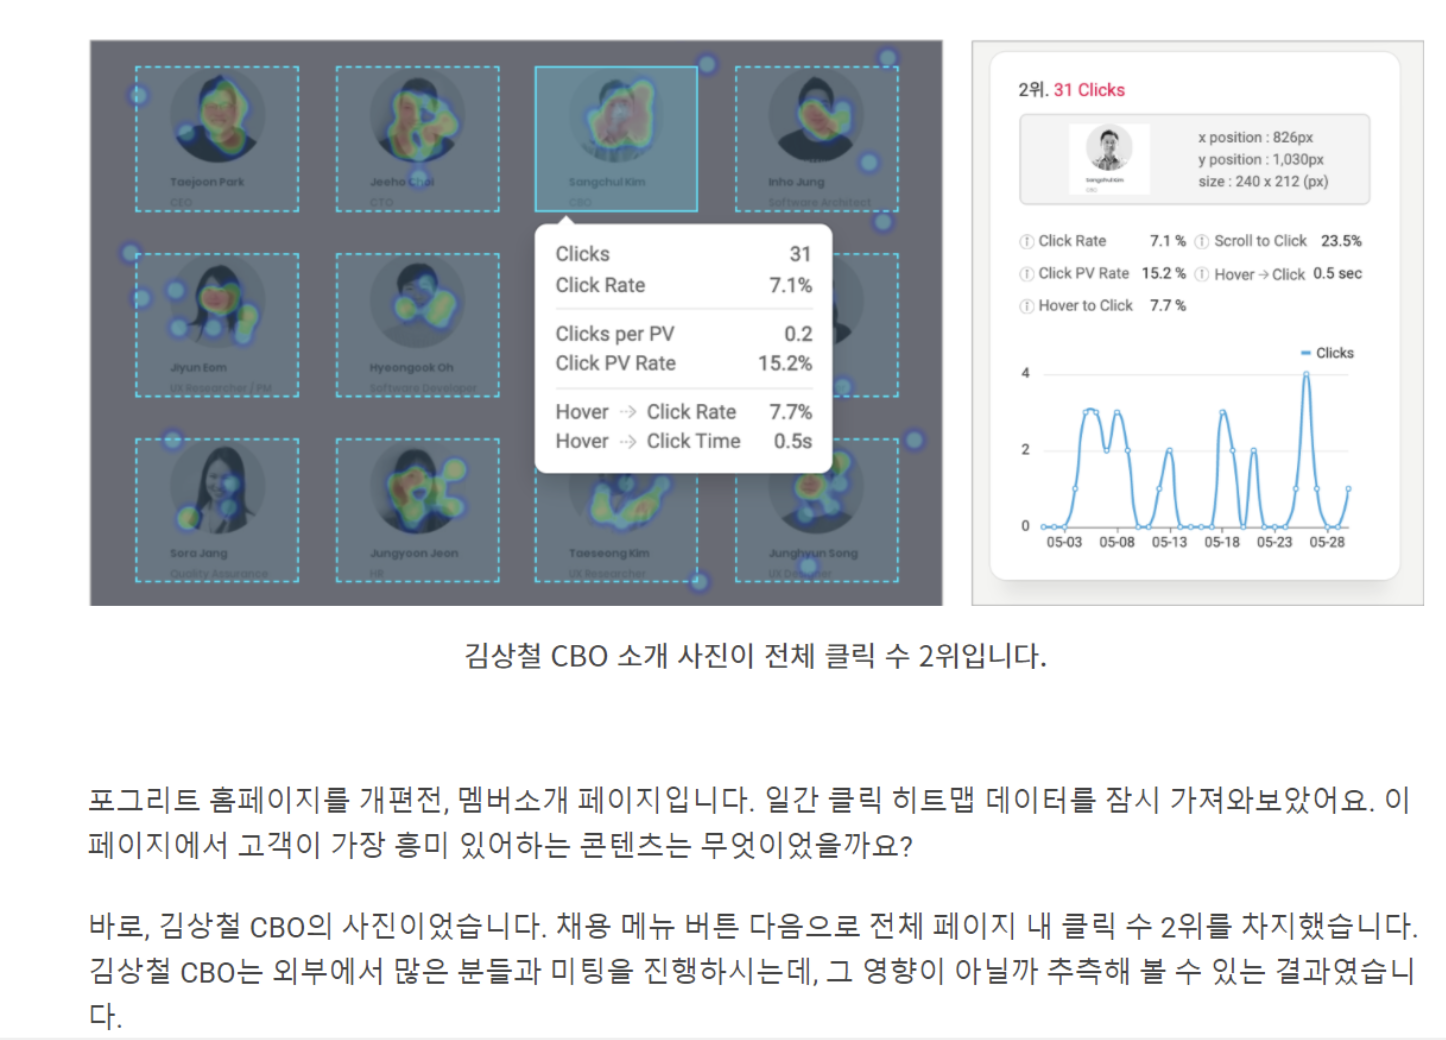 Taejoon Park
CEO
Jeeho Choi
CTO
Sangchul Kim
CBO
Inho Jung
Software Architect
Clicks 31
Click Rate 7.1%
Clicks per PV 0.2
Click PV Rate 15.2%
Hover ⇢ Click Rate 7.7%
Hover ⇢ Click Time 0.5s
Jiyun Eom
UX Researcher / PM
Hyeongook Oh
Software Developer
Sora Jang
Quality Assurance
Jungyoon Jeon
HR
Taeseong Kim
UX Researcher
Junghyun Song
2위. 31 Clicks
Sangchul Kim
CBO
x position : 826px
y position : 1,030px
size : 240 x 212 (px)
Click Rate 7.1 % Scroll to Click 23.5%
Click PV Rate 15.2 % Hover → Click 0.5 sec
Hover to Click 7.7 %
Clicks
4
2
0
05-03 05-08 05-13 05-18 05-23 05-28
김상철 CBO 소개 사진이 전체 클릭 수 2위입니다.
포그리트 홈페이지를 개편전, 멤버소개 페이지입니다. 일간 클릭 히트맵 데이터를 잠시 가져와보았어요. 이
페이지에서 고객이 가장 흥미 있어하는 콘텐츠는 무엇이었을까요?
바로, 김상철 CBO의 사진이었습니다. 채용 메뉴 버튼 다음으로 전체 페이지 내 클릭 수 2위를 차지했습니다.
김상철 CBO는 외부에서 많은 분들과 미팅을 진행하시는데, 그 영향이 아닐까 추측해 볼 수 있는 결과였습니
다.